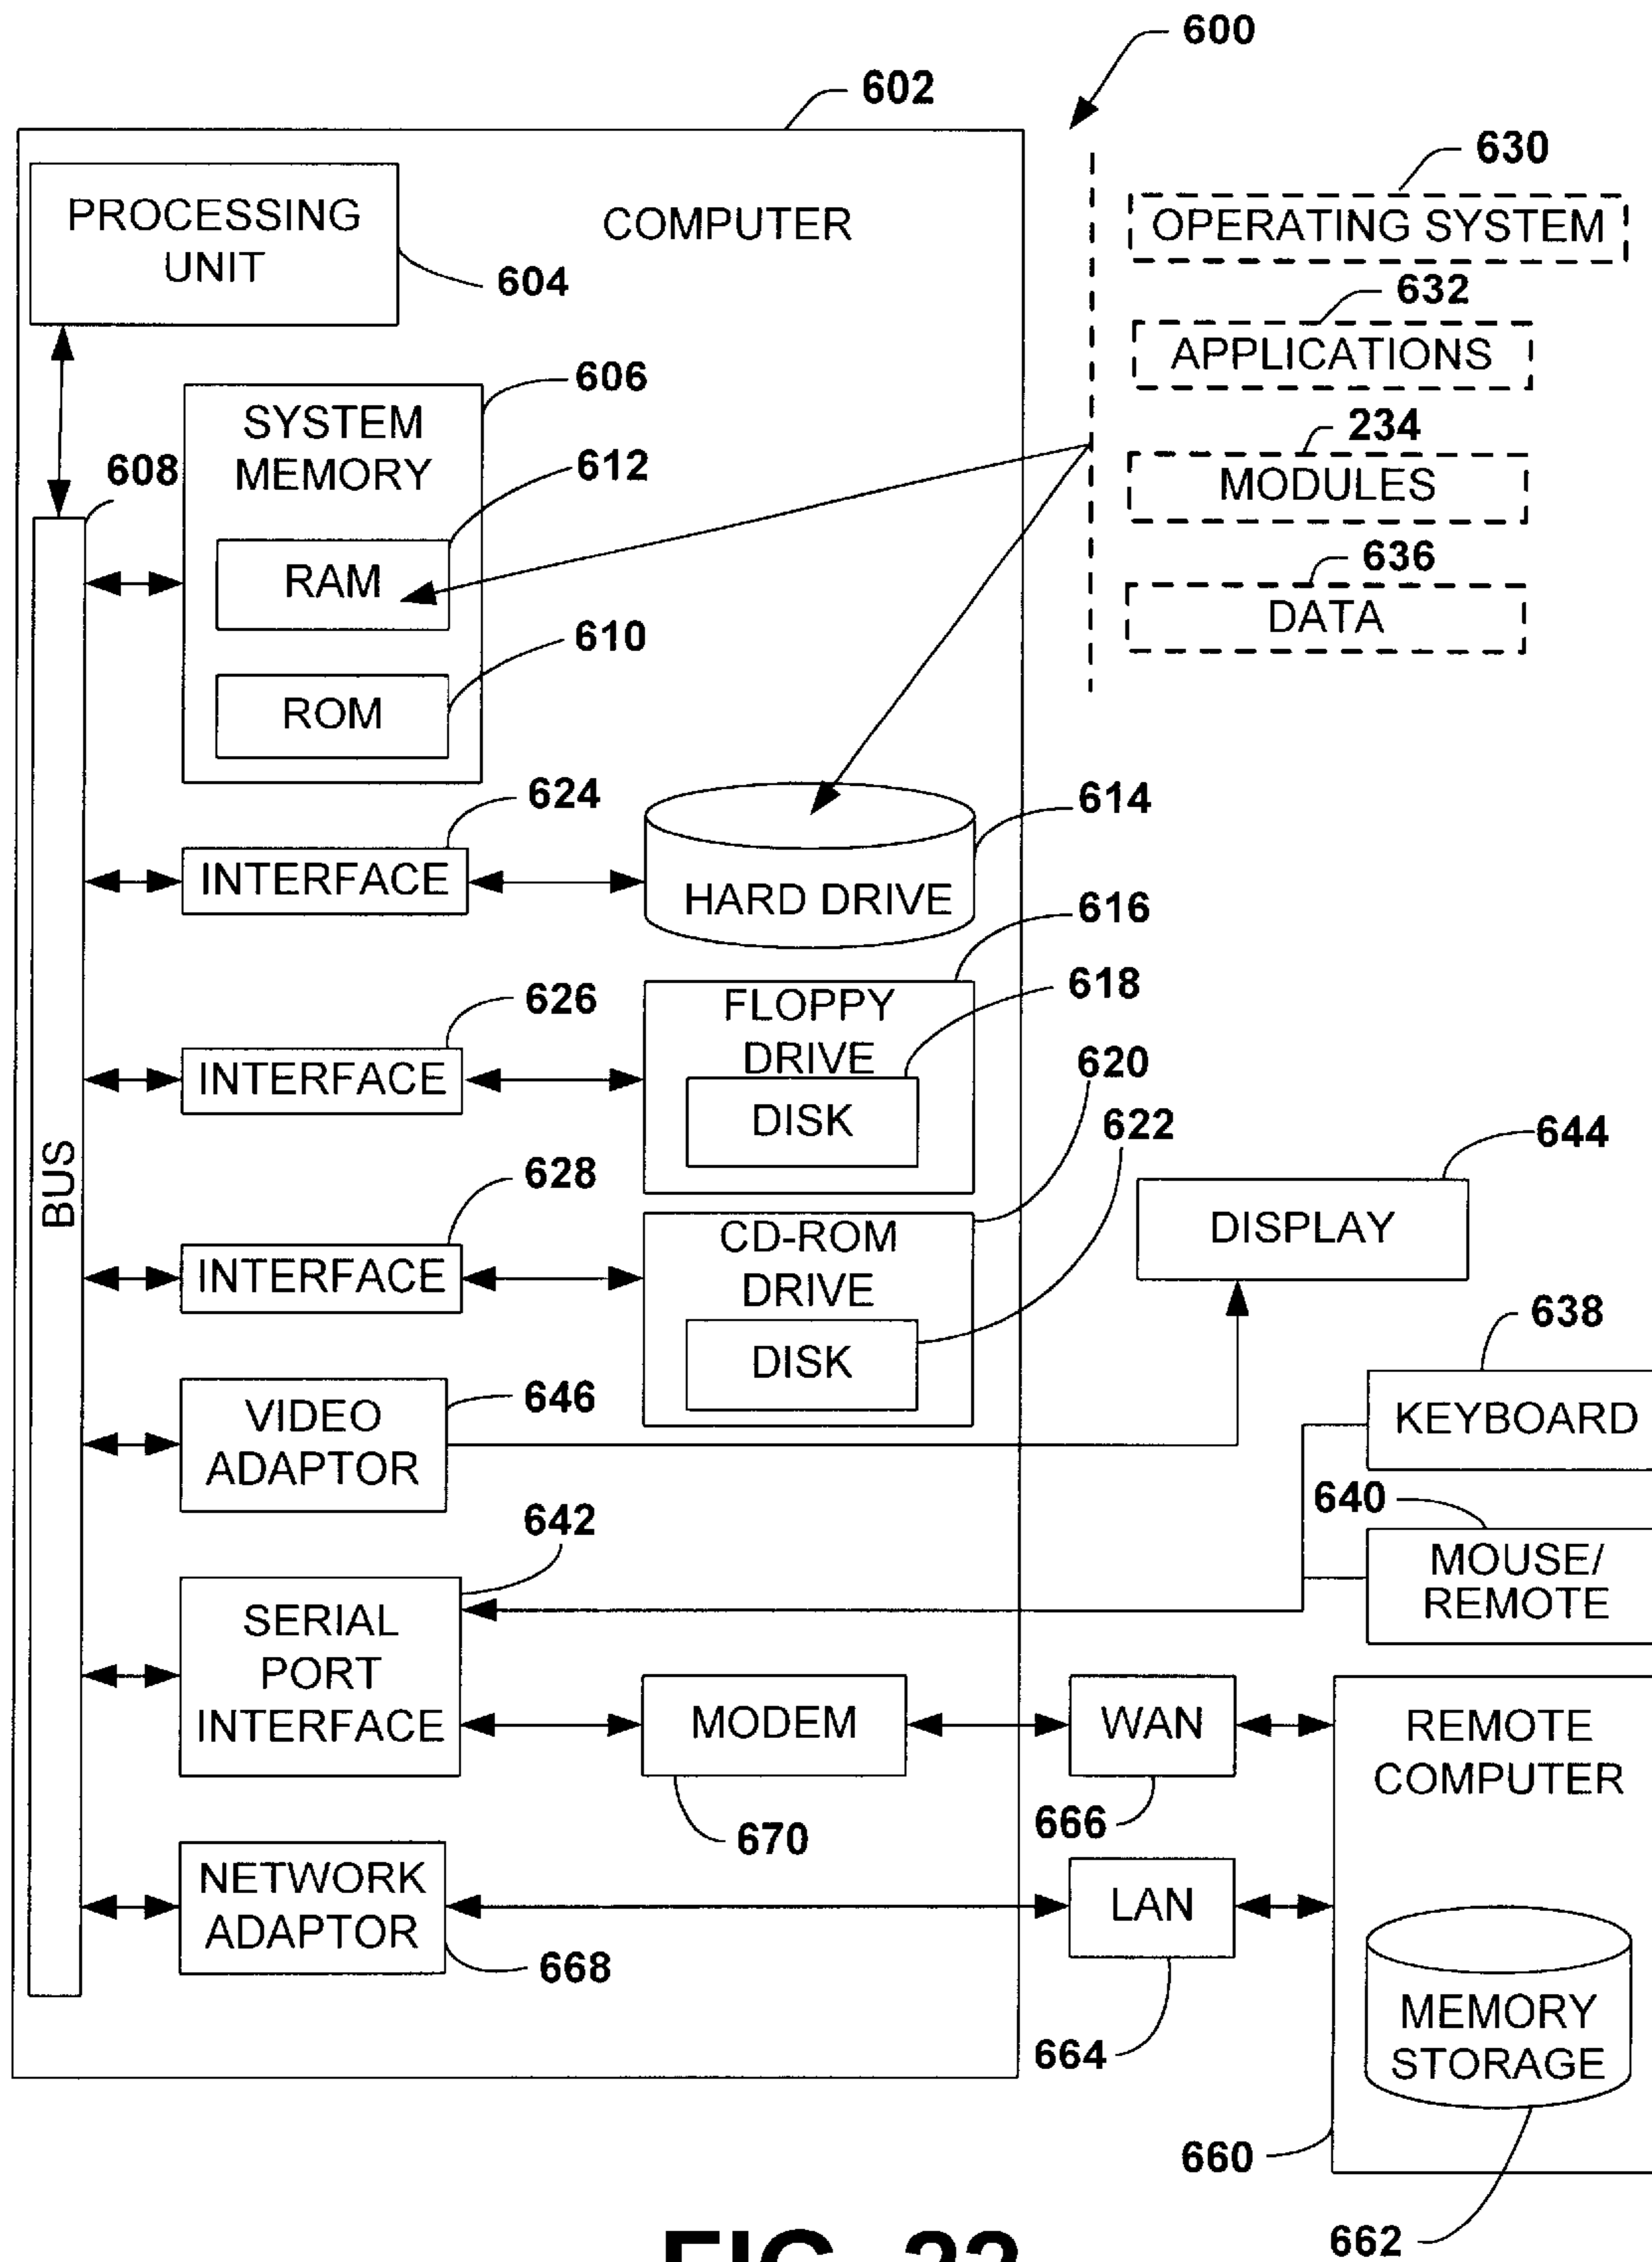 600
602
630
PROCESSING
UNIT
COMPUTER
OPERATING SYSTEM
604
632
APPLICATIONS
606
SYSTEM
MEMORY
234
608
612
MODULES
636
RAM
DATA
610
ROM
624
614
INTERFACE
HARD DRIVE
616
618
626
FLOPPY
DRIVE
620
INTERFACE
DISK
622
644
BUS
628
DISPLAY
CD-ROM
DRIVE
INTERFACE
638
DISK
646
VIDEO
ADAPTOR
KEYBOARD
640
642
MOUSE/
REMOTE
SERIAL
PORT
INTERFACE
MODEM
WAN
REMOTE
COMPUTER
670
666
NETWORK
ADAPTOR
LAN
668
MEMORY
STORAGE
664
660
662
FIG. 22